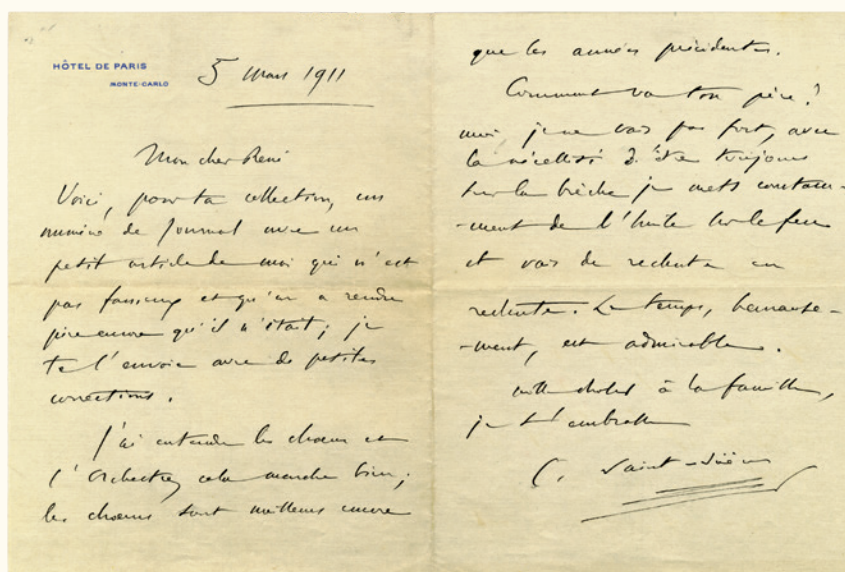 HÔTEL DE PARIS
MONTE-CARLO
5 mars 1911
Mon cher René
Voici, pour ta collection, un
numéro de Journal avec un
petit article de moi qui n'est
pas fameux et qu'on a rendu
pire encore qu'il n'était; je
te l'envoie avec de petites
corrections.
J'ai entendu les chœurs et
l'Orchestre, cela marche bien;
les chœurs sont meilleurs encore
que les années précédentes.
Comment va ton père?
moi, je ne vais pas fort, avec
la nécessité d'être toujours
sur la brèche je mets constam-
-ment de l'huile sur le feu
et vais de rechute en
rechute. Le temps, heureuse-
-ment, est admirable.
mille choses à la famille,
je t'embrasse
C. Saint-Saëns